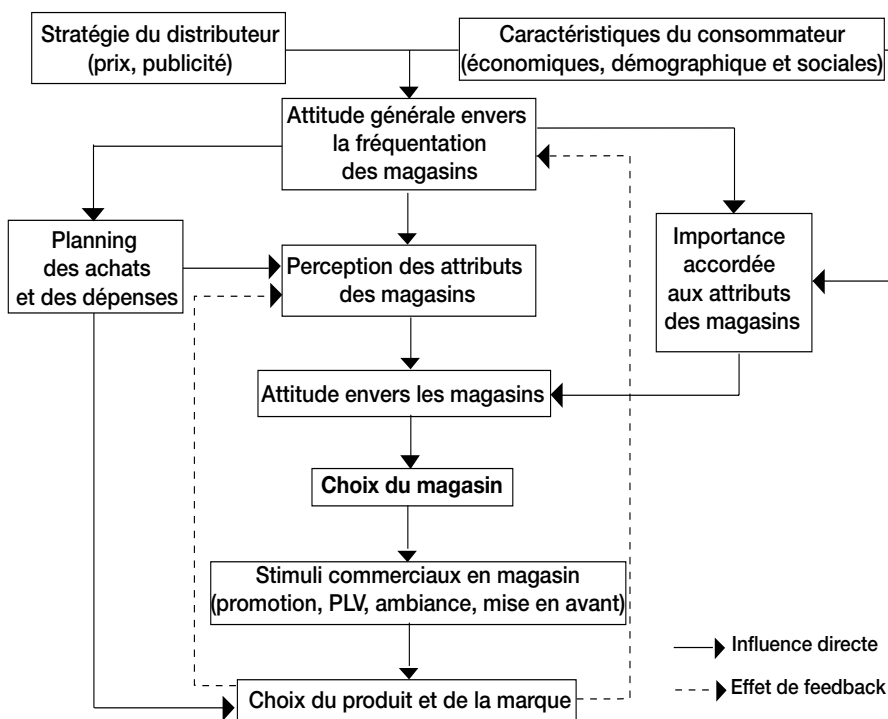 Stratégie du distributeur
(prix, publicité)
Caractéristiques du consommateur
(économiques, démographique et sociales)
Attitude générale envers
la fréquentation
des magasins
Planning
des achats
et des dépenses
Perception des attributs
des magasins
Importance
accordée
aux attributs
des magasins
Attitude envers les magasins
Choix du magasin
Stimuli commerciaux en magasin
(promotion, PLV, ambiance, mise en avant)
Influence directe
Effet de feedback
Choix du produit et de la marque